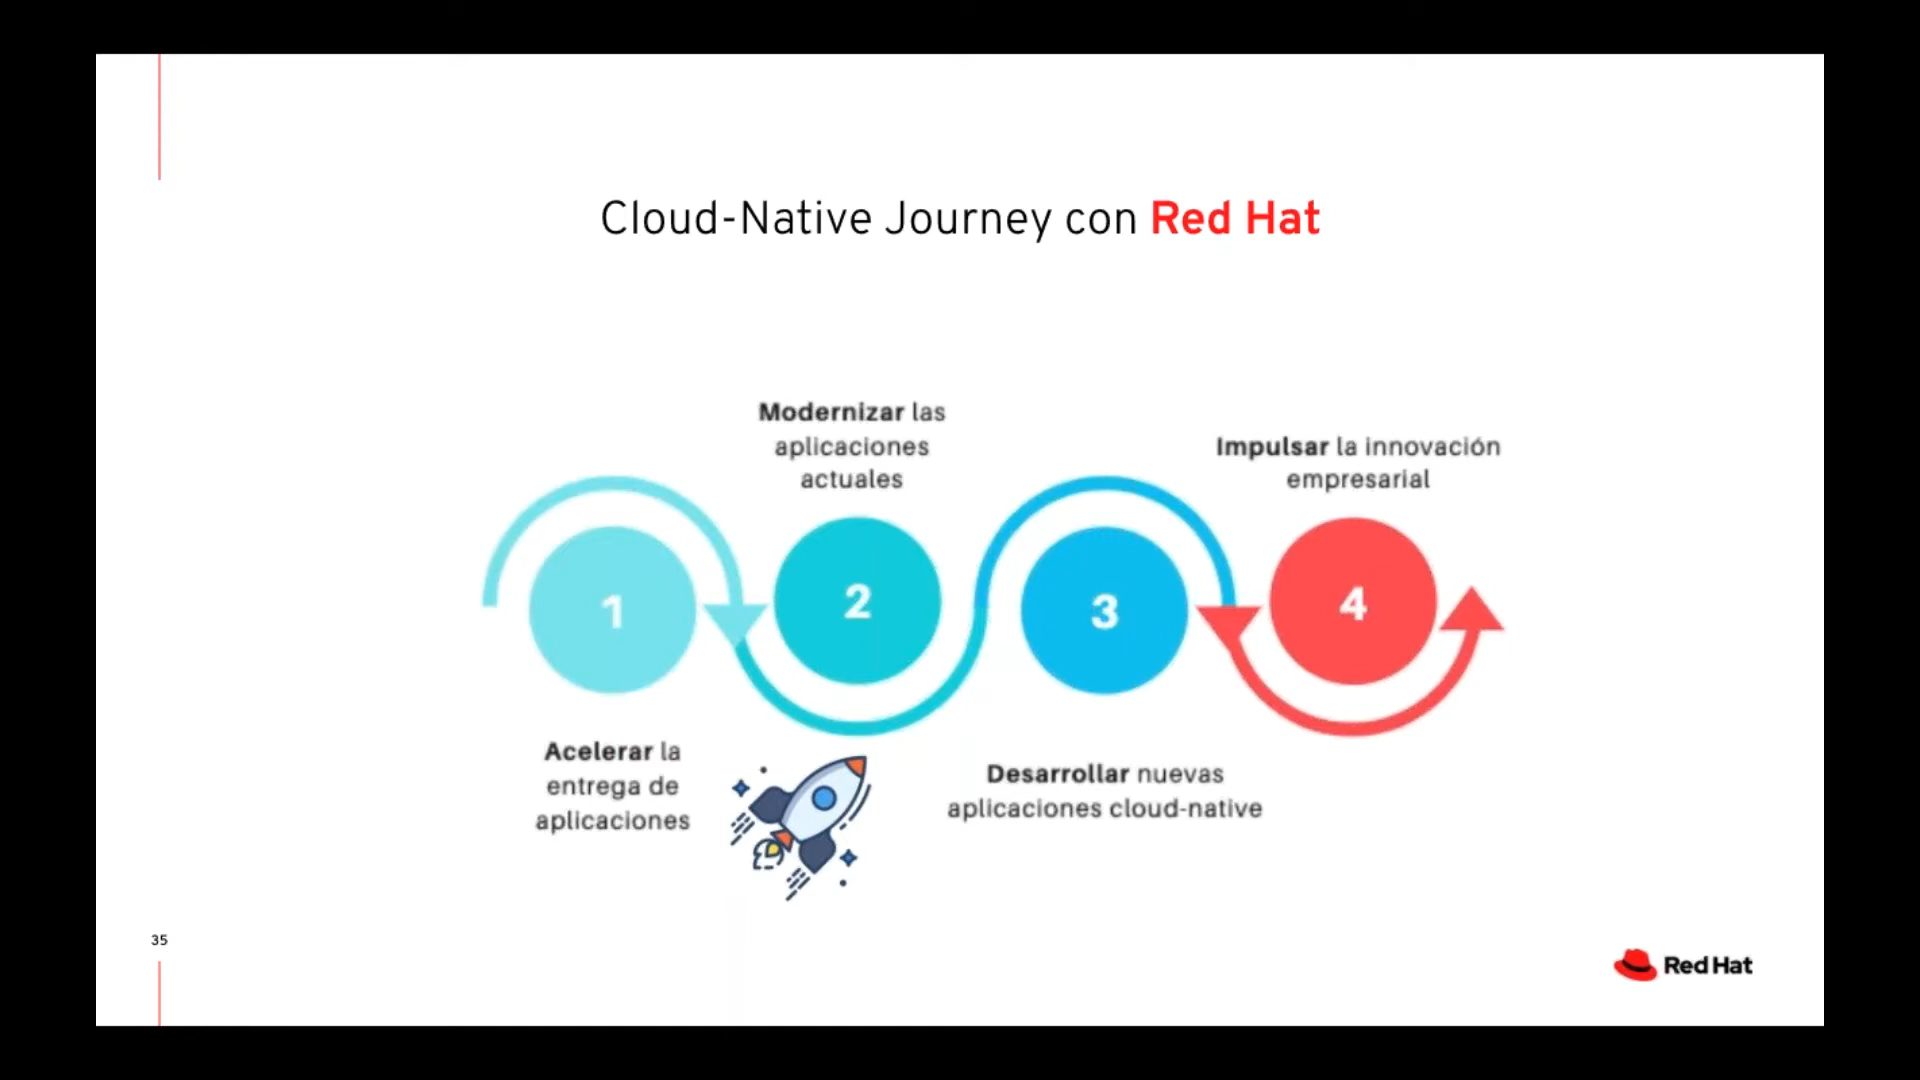 Cloud-Native Journey con Red Hat
Modernizar las
aplicaciones
actuales
Impulsar la innovación
empresarial
1
2
3
4
Acelerar la
entrega de
aplicaciones
Desarrollar nuevas
aplicaciones cloud-native
35
Red Hat